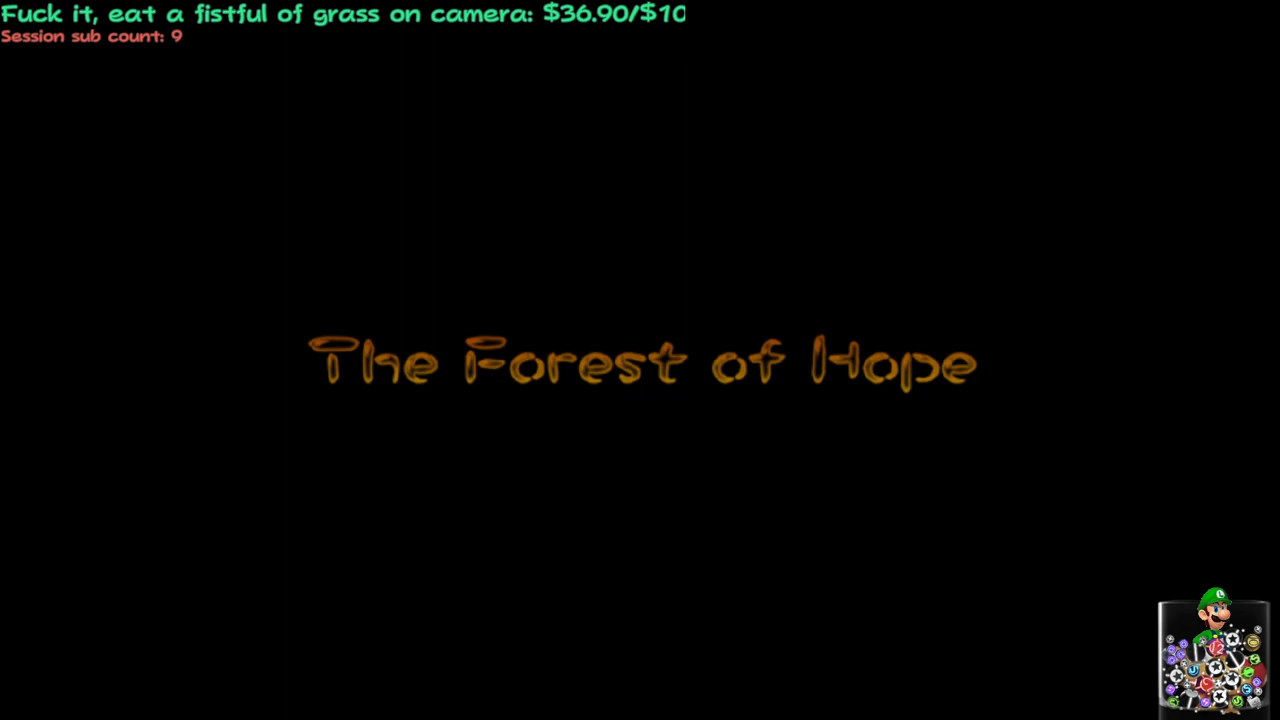 Fuck it, eat a fistful of grass on camera: $36.90/$10
Session sub count: 9
The Forest of Hope